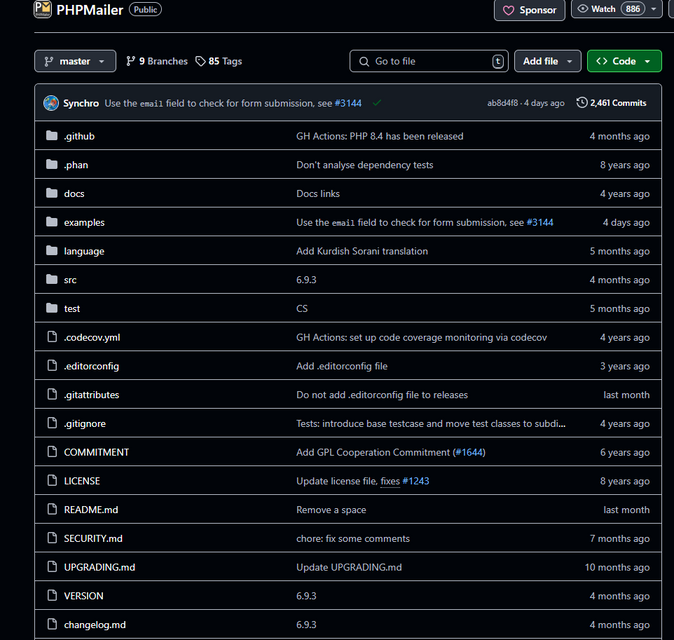 PHPMailer Public Sponsor Watch 886
master 9 Branches 85 Tags Go to file t Add file Code
Synchro Use the email field to check for form submission, see #3144 ab8d4f8 · 4 days ago 2,461 Commits
.github GH Actions: PHP 8.4 has been released 4 months ago
.phan Don't analyse dependency tests 8 years ago
docs Docs links 4 years ago
examples Use the email field to check for form submission, see #3144 4 days ago
language Add Kurdish Sorani translation 5 months ago
src 6.9.3 4 months ago
test CS 5 months ago
.codecov.yml GH Actions: set up code coverage monitoring via codecov 4 years ago
.editorconfig Add .editorconfig file 3 years ago
.gitattributes Do not add .editorconfig file to releases last month
.gitignore Tests: introduce base testcase and move test classes to subdi... 4 years ago
COMMITMENT Add GPL Cooperation Commitment (#1644) 6 years ago
LICENSE Update license file, fixes #1243 8 years ago
README.md Remove a space last month
SECURITY.md chore: fix some comments 7 months ago
UPGRADING.md Update UPGRADING.md 10 months ago
VERSION 6.9.3 4 months ago
changelog.md 6.9.3 4 months ago